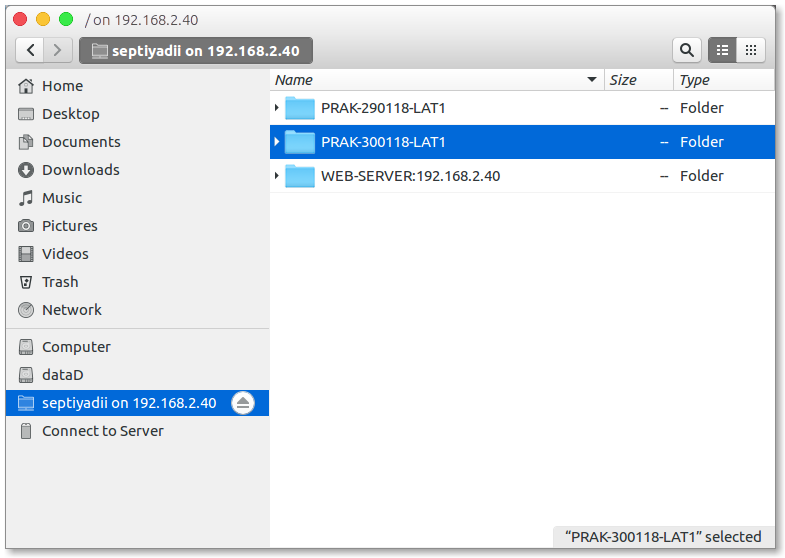 / on 192.168.2.40
septiyadii on 192.168.2.40
Home
Desktop
Documents
Downloads
Music
Pictures
Videos
Trash
Network
Computer
dataD
septiyadii on 192.168.2.40
Connect to Server
Name Size Type
PRAK-290118-LAT1 -- Folder
PRAK-300118-LAT1 -- Folder
WEB-SERVER:192.168.2.40 -- Folder
“PRAK-300118-LAT1” selected